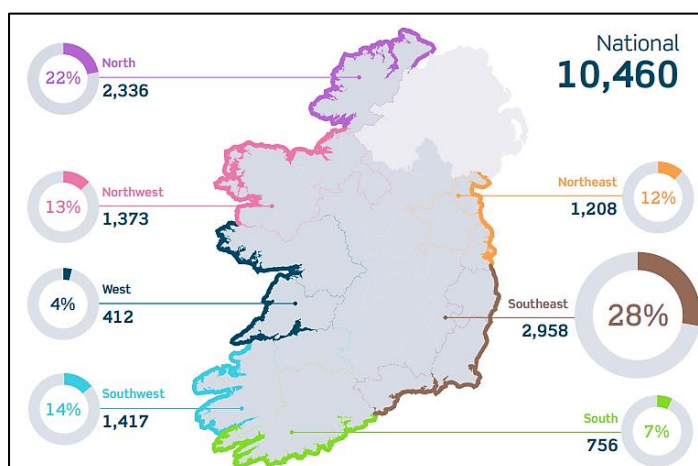 National
10,460
22%
North
2,336
13%
Northwest
1,373
Northeast
1,208
12%
4%
West
412
Southeast
2,958
28%
14%
Southwest
1,417
South
756
7%